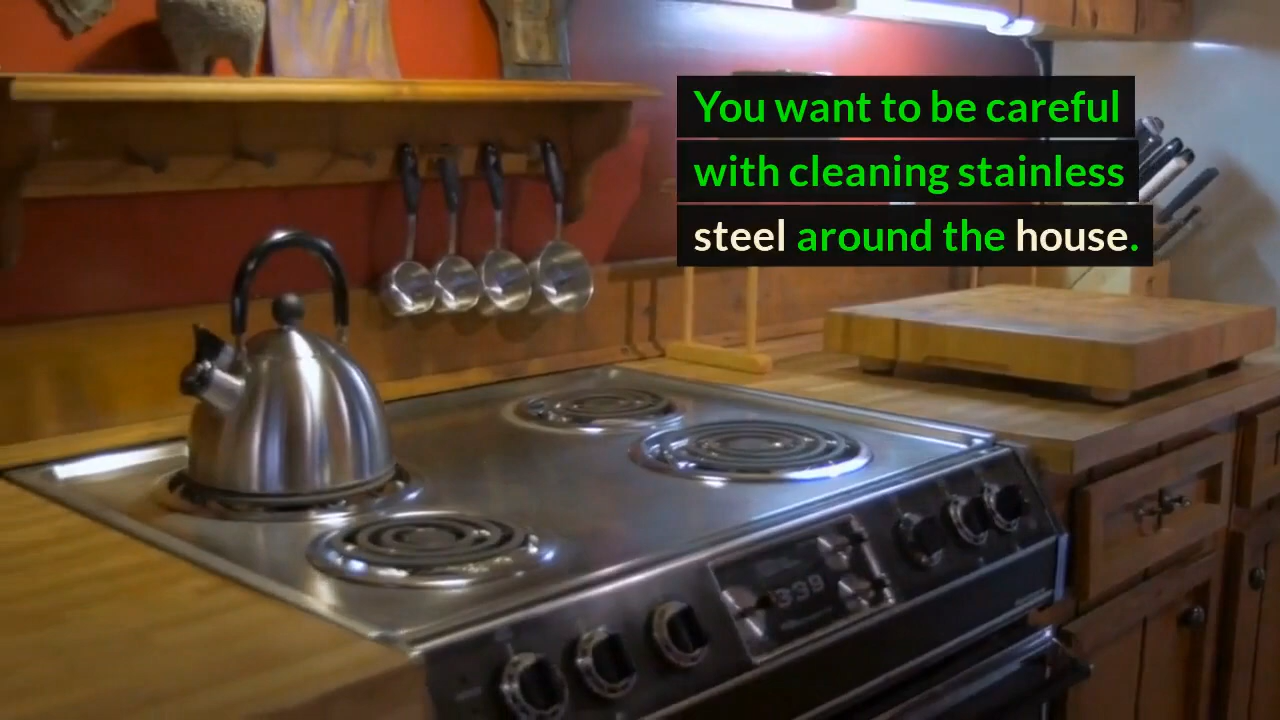 You want to be careful
with cleaning stainless
steel around the house.